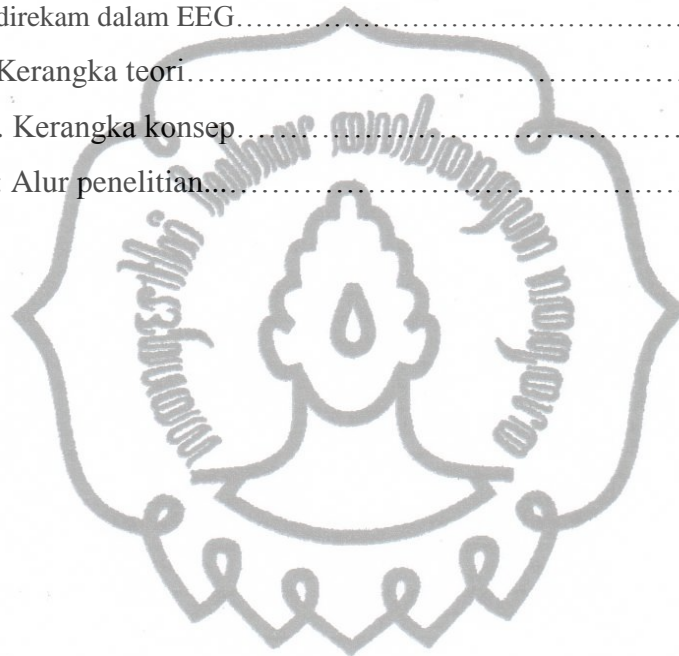 direkam dalam EEG................................................................
Kerangka teori................................................................
. Kerangka konsep................................................................
: Alur penelitian................................................................